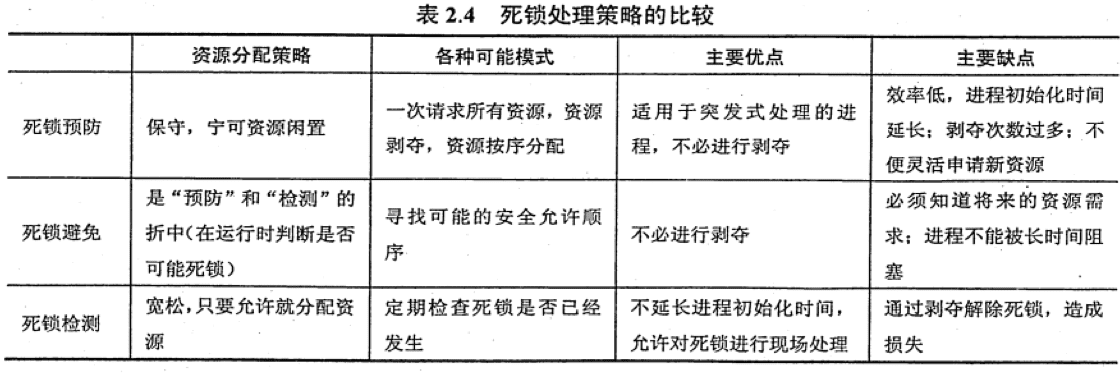 表 2.4 死锁处理策略的比较
资源分配策略 各种可能模式 主要优点 主要缺点
死锁预防
保守，宁可资源闲置
一次请求所有资源，资源
剥夺，资源按序分配
适用于突发式处理的进
程，不必进行剥夺
效率低，进程初始化时间
延长；剥夺次数过多；不
便灵活申请新资源
死锁避免
是“预防”和“检测”的
折中（在运行时判断是否
可能死锁）
寻找可能的安全允许顺
序
不必进行剥夺
必须知道将来的资源需
求；进程不能被长时间阻
塞
死锁检测
宽松，只要允许就分配资
源
定期检查死锁是否已经
发生
不延长进程初始化时间，
允许对死锁进行现场处理
通过剥夺解除死锁，造成
损失